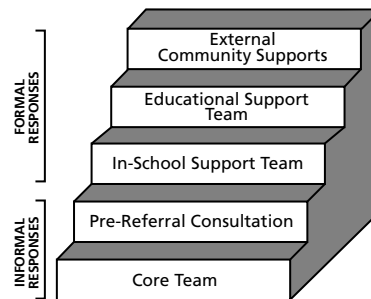 External
Community Supports
Educational Support
Team
In-School Support Team
Pre-Referral Consultation
Core Team
FORMAL
RESPONSES
INFORMAL
RESPONSES